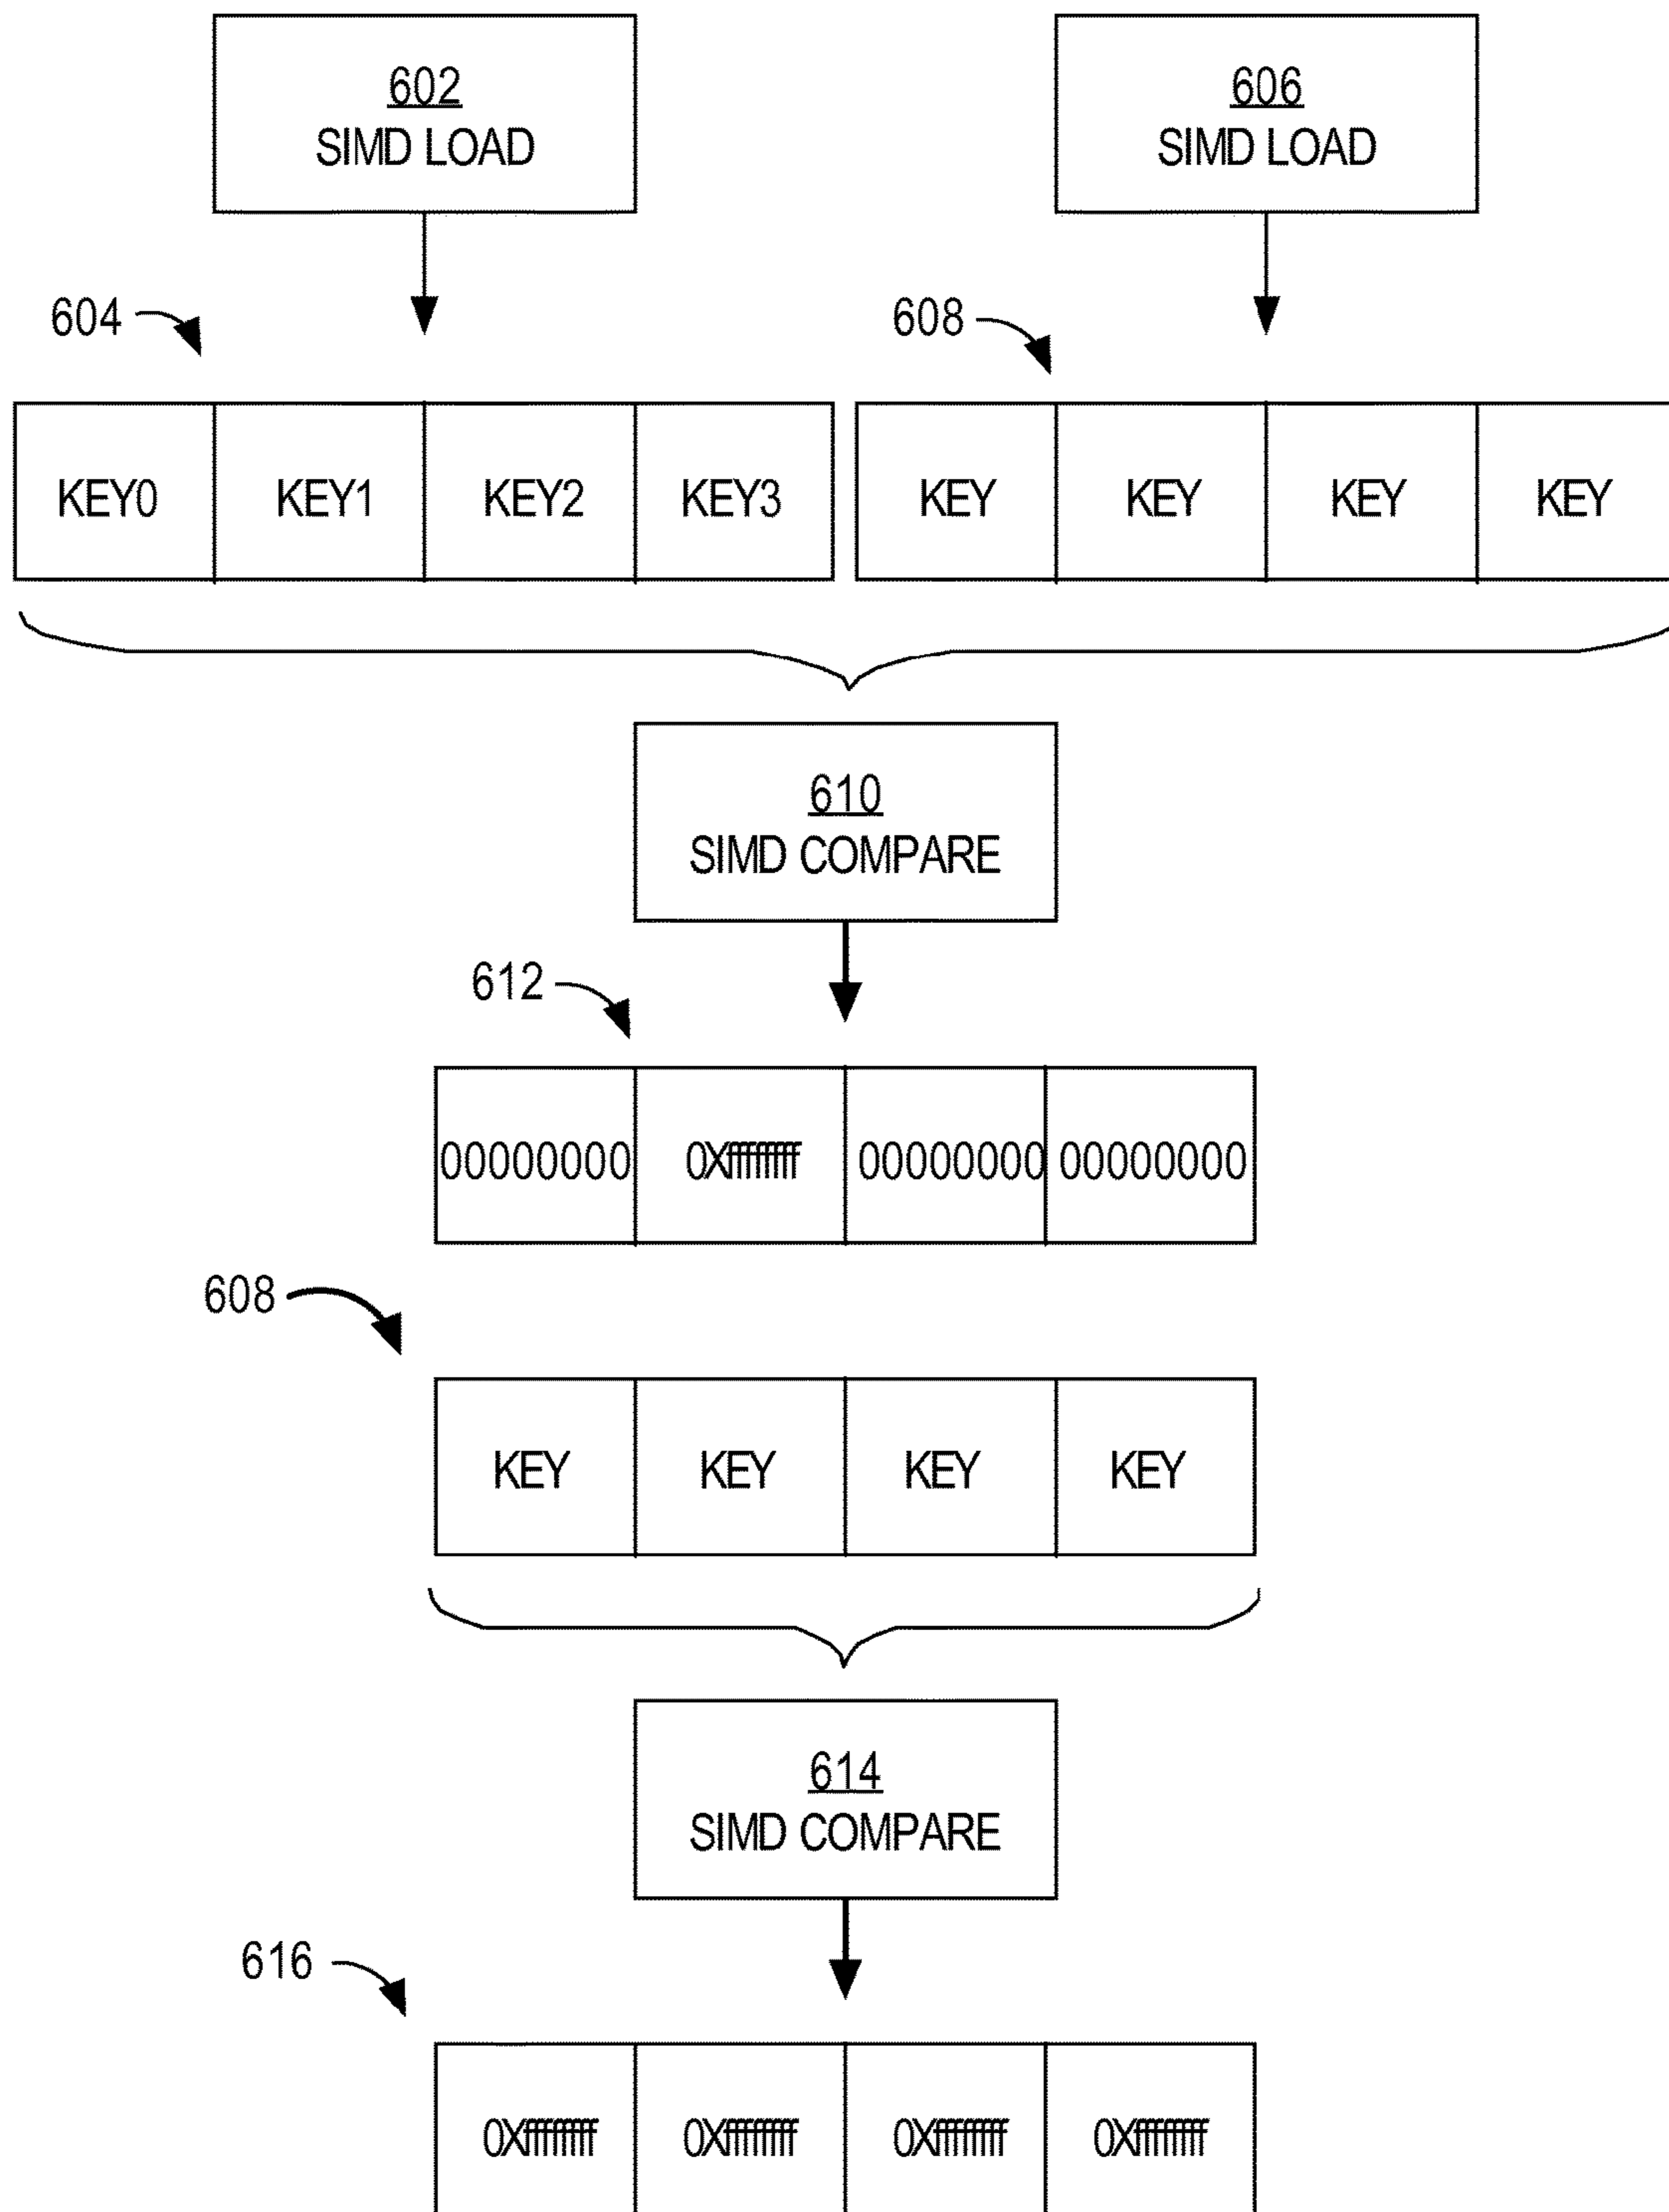 602
SIMD LOAD
606
SIMD LOAD
604
608
KEY0 KEY1 KEY2 KEY3 KEY KEY KEY KEY
610
SIMD COMPARE
612
00000000 0Xffffffff 00000000 00000000
608
KEY KEY KEY KEY
614
SIMD COMPARE
616
0Xffffffff 0Xffffffff 0Xffffffff 0Xffffffff